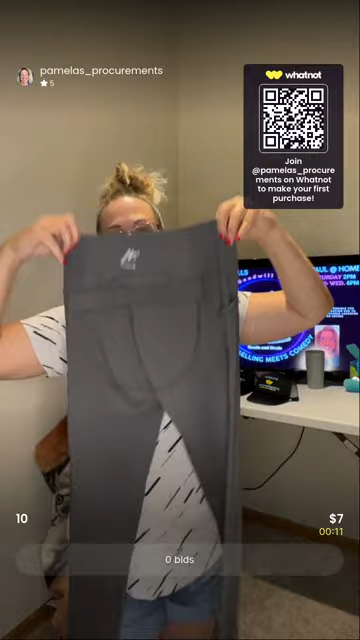 pamelas_procurements
★ 5
whatnot
Join
@pamelas_procure
ments on Whatnot
to make your first
purchase!
SELLING MEETS COMEDY
10
$7
00:11
0 bids